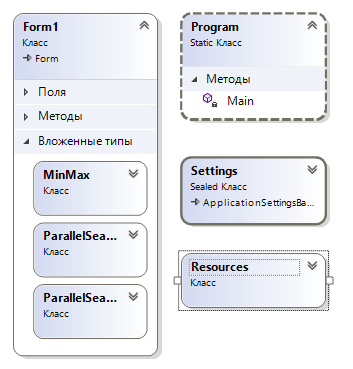 Form1
Класс
Form
Поля
Методы
Вложенные типы
MinMax
Класс
ParallelSea...
Класс
ParallelSea...
Класс
Program
Static Класс
Методы
Main
Settings
Sealed Класс
ApplicationSettingsBa...
Resources
Класс